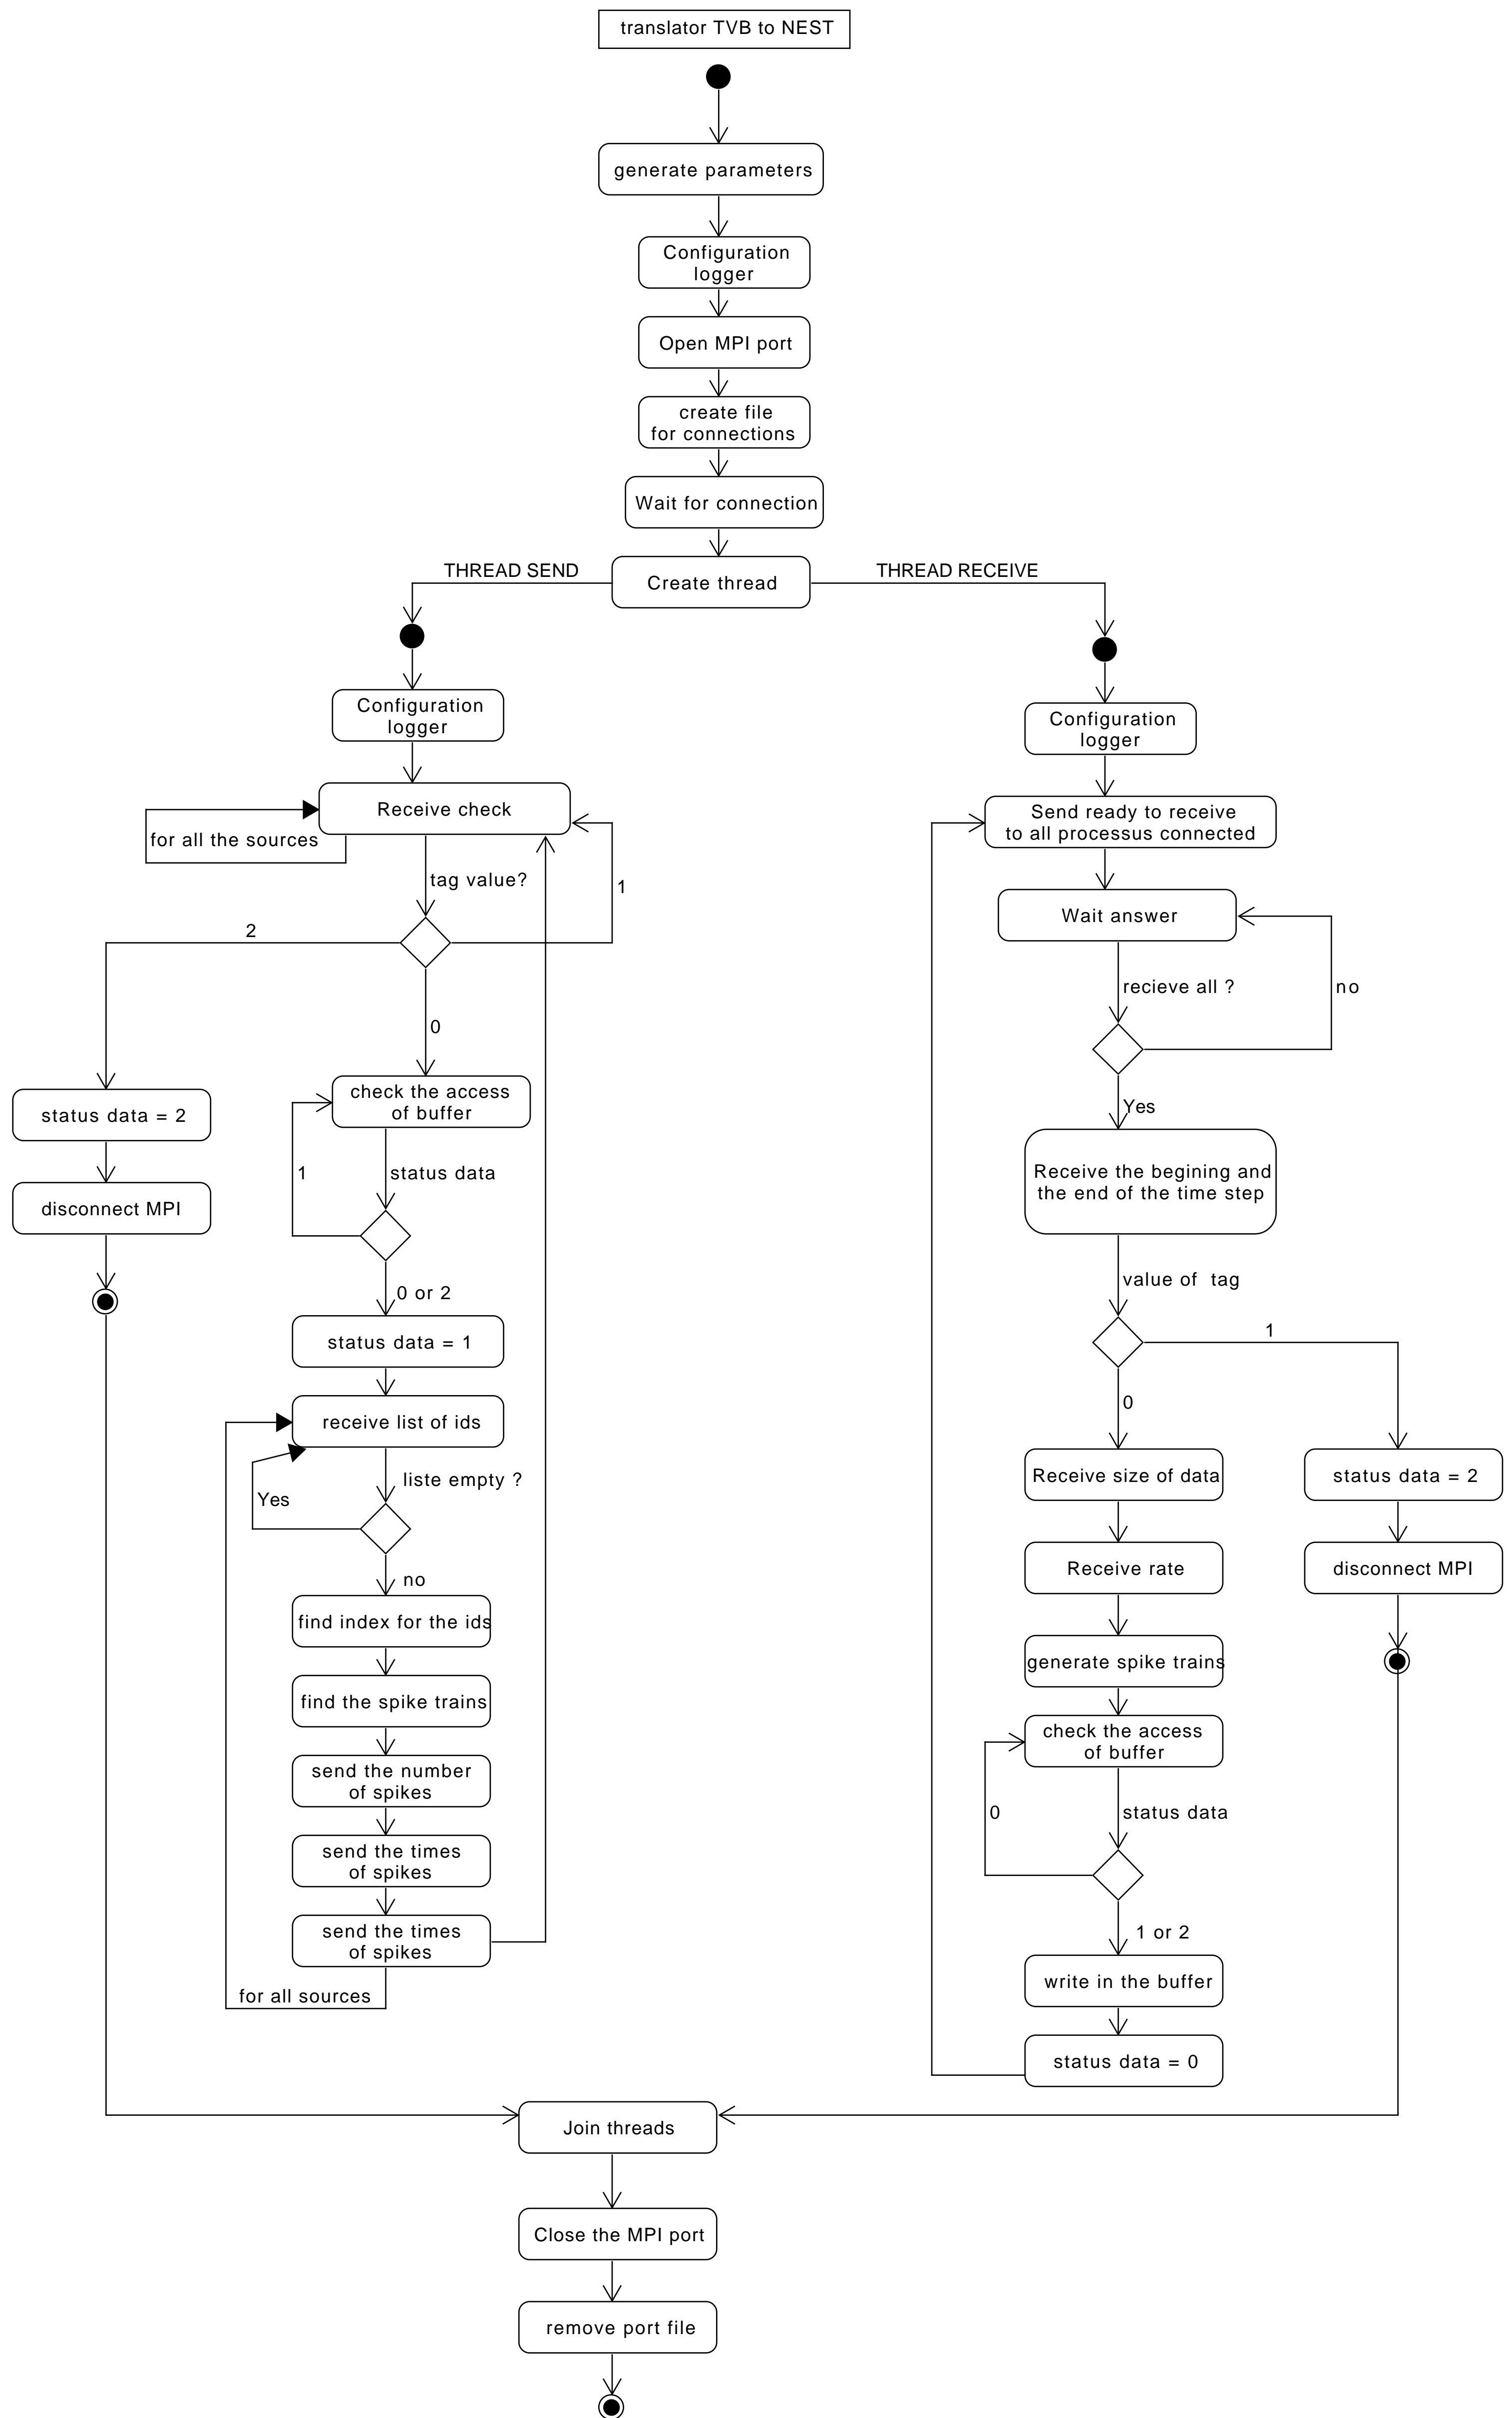 translator TVB to NEST
generate parameters
Configuration
logger
Open MPI port
create file
for connections
Wait for connection
Create thread
THREAD SEND
THREAD RECEIVE
Configuration
logger
Receive check
for all the sources
tag value?
1
2
0
status data = 2
disconnect MPI
check the access
of buffer
status data
1
0 or 2
status data = 1
receive list of ids
liste empty ?
Yes
no
find index for the ids
find the spike trains
send the number
of spikes
send the times
of spikes
send the times
of spikes
for all sources
Configuration
logger
Send ready to receive
to all processus connected
Wait answer
recieve all ?
no
Yes
Receive the begining and
the end of the time step
value of  tag
1
0
Receive size of data
Receive rate
generate spike trains
check the access
of buffer
status data
0
1 or 2
write in the buffer
status data = 0
status data = 2
disconnect MPI
Join threads
Close the MPI port
remove port file